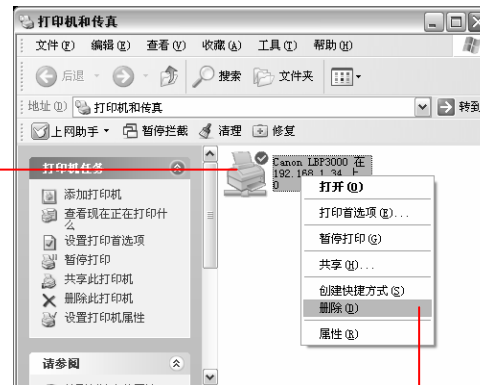 打印机和传真
文件(F) 编辑(E) 查看(V) 收藏(A) 工具(T) 帮助(H)
后退 搜索 文件夹
地址(D) 打印机和传真 转到
上网助手 暂停拦截 清理 修复
打印机任务
添加打印机
查看现在正在打印什么
设置打印首选项
暂停打印
共享此打印机
删除此打印机
设置打印机属性
请参阅
Canon LBP3000 在
192.168.1.34 上
0
打开(O)
打印首选项(E)...
暂停打印(G)
共享(H)...
创建快捷方式(S)
删除(D)
属性(R)